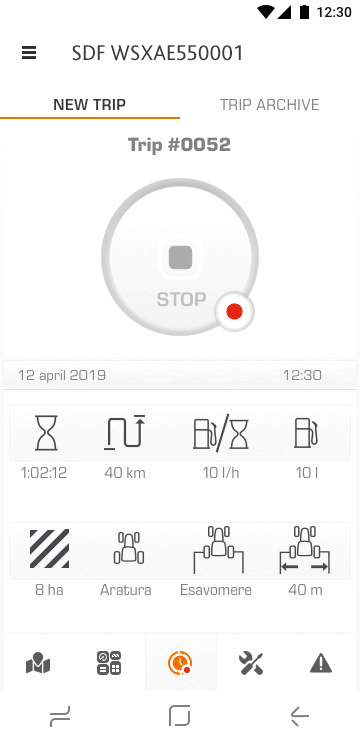 12:30
SDF WSXAE550001
NEW TRIP TRIP ARCHIVE
Trip #0052
STOP
12 april 2019 12:30
1:02:12 40 km 10 l/h 10 l
8 ha Aratura Esavomere 40 m